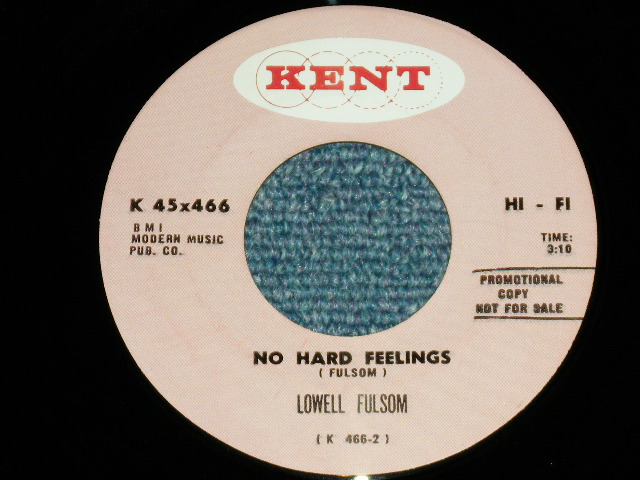 KENT
K 45x466
BMI
MODERN MUSIC
PUB. CO.
HI - FI
TIME:
3:10
PROMOTIONAL
COPY
NOT FOR SALE
NO HARD FEELINGS
( FULSOM )
LOWELL FULSOM
( K 466-2 )